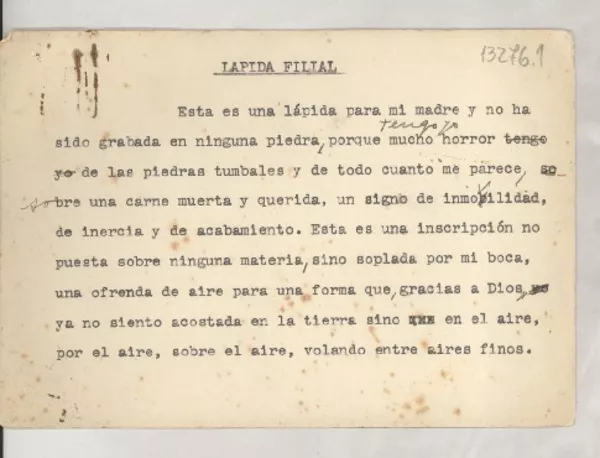 13276.1
LAPIDA FILIAL
Esta es una lápida para mi madre y no ha
tengo yo
sido grabada en ninguna piedra, porque mucho horror tengo
yo de las piedras tumbales y de todo cuanto me parece, so
so bre una carne muerta y querida, un signo de inmovilidad,
de inercia y de acabamiento. Esta es una inscripción no
puesta sobre ninguna materia, sino soplada por mi boca,
una ofrenda de aire para una forma que, gracias a Dios, yo
ya no siento acostada en la tierra sino xxx en el aire,
por el aire, sobre el aire, volando entre aires finos.